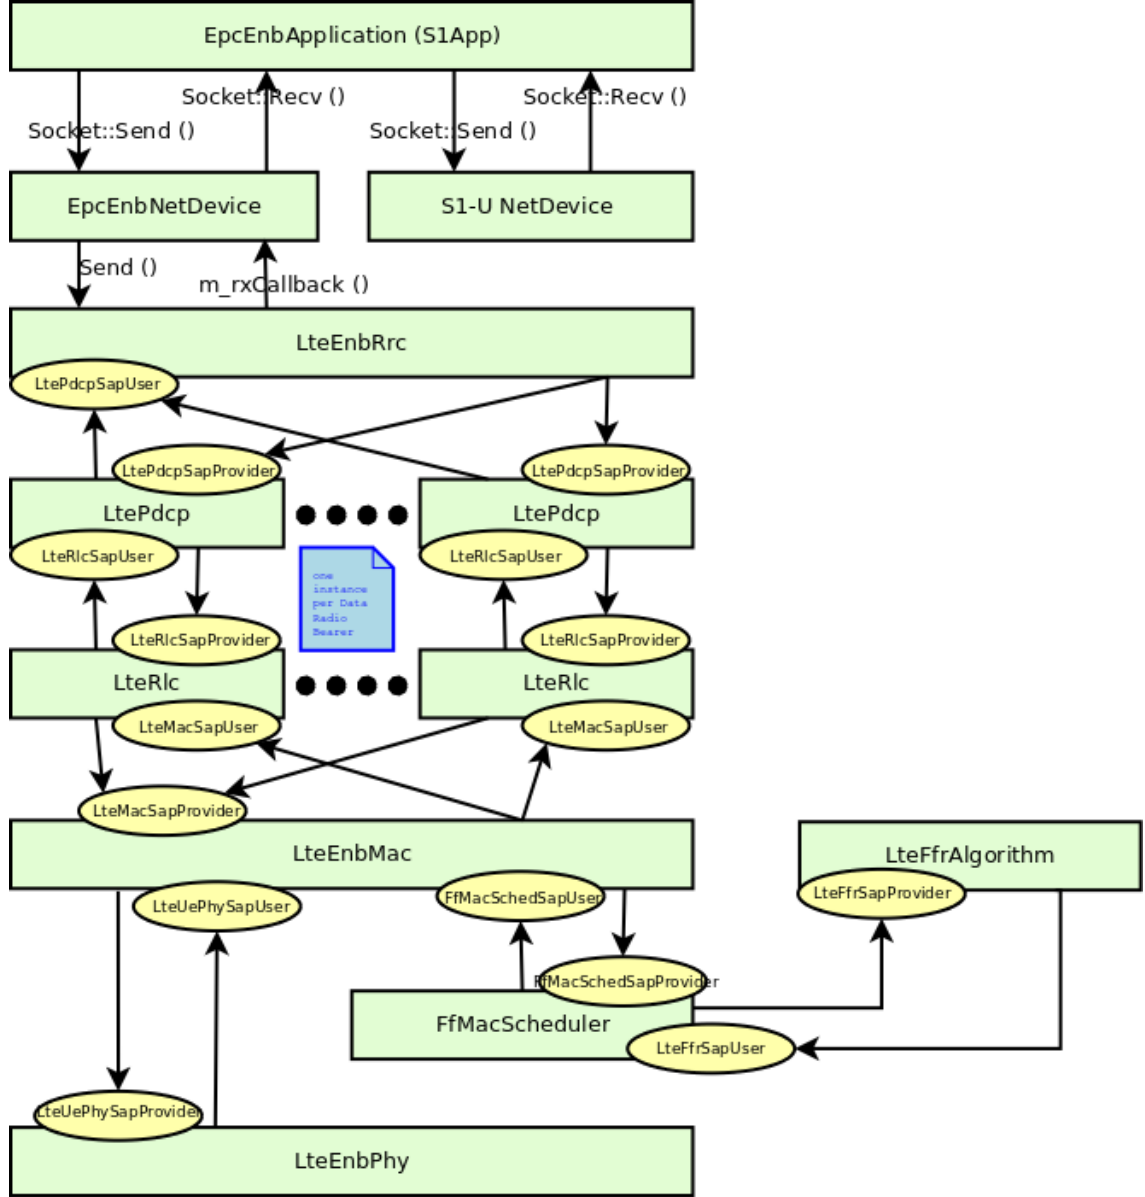 EpcEnbApplication (S1App)
Socket::Recv ()
Socket::Recv ()
Socket::Send ()
Socket::Send ()
EpcEnbNetDevice
S1-U NetDevice
Send ()
m_rxCallback ()
LteEnbRrc
LtePdcpSapUser
LtePdcpSapProvider
LtePdcpSapProvider
LtePdcp
LtePdcp
LteRlcSapUser
LteRlcSapUser
one
instance
per Data
Radio
Bearer
LteRlcSapProvider
LteRlcSapProvider
LteRlc
LteRlc
LteMacSapUser
LteMacSapUser
LteMacSapProvider
LteEnbMac
LteFfrAlgorithm
LteUePhySapUser
FfMacSchedSapUser
LteFfrSapProvider
FfMacSchedSapProvider
FfMacScheduler
LteFfrSapUser
LteUePhySapProvider
LteEnbPhy